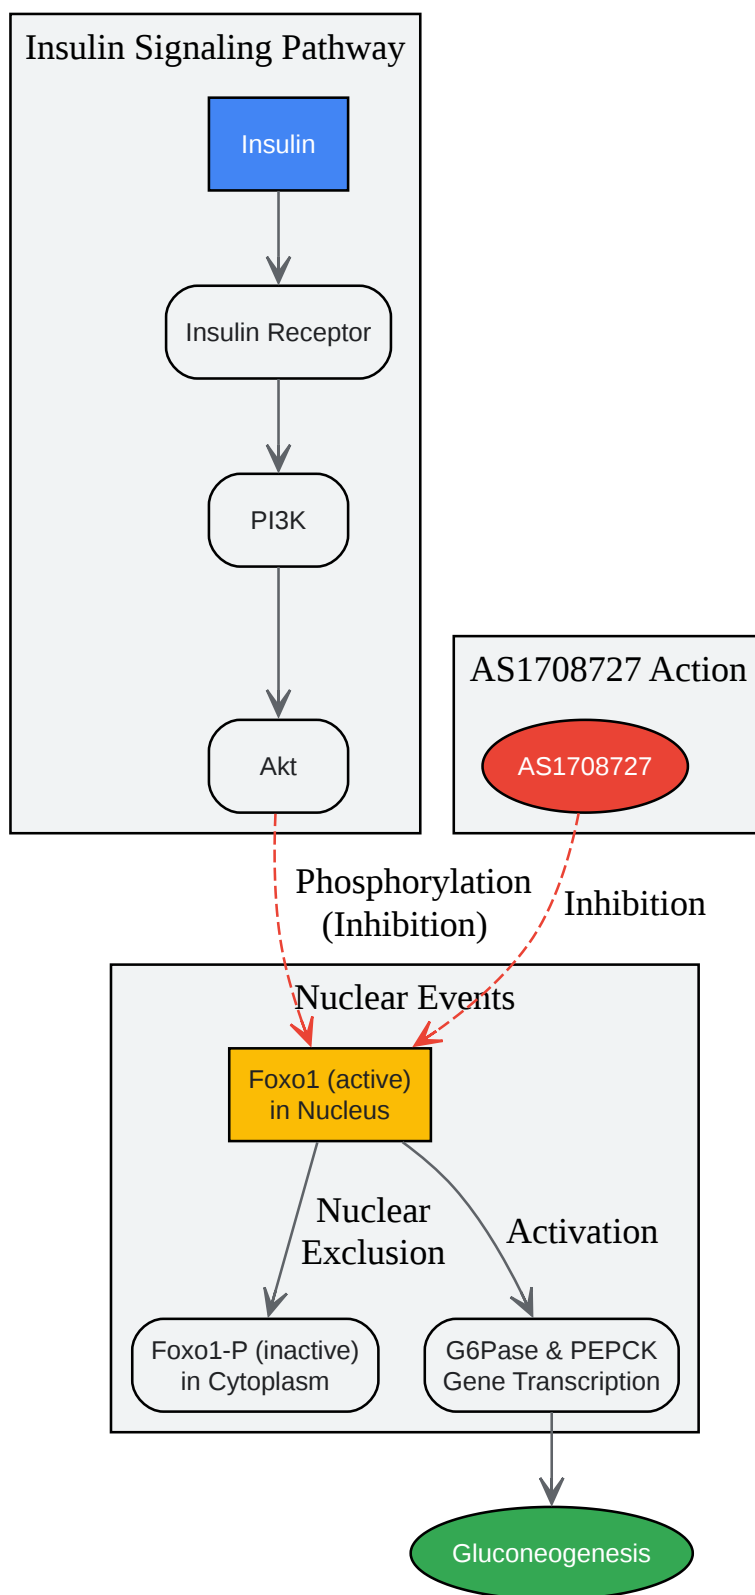 Insulin Signaling Pathway
Insulin
Insulin Receptor
PI3K
AS1708727 Action
Akt
AS1708727
Phosphorylation
(Inhibition)
Inhibition
Nuclear Events
Foxo1 (active)
in Nucleus
Nuclear
Exclusion
Activation
Foxo1-P (inactive)
in Cytoplasm
G6Pase & PEPCK
Gene Transcription
Gluconeogenesis